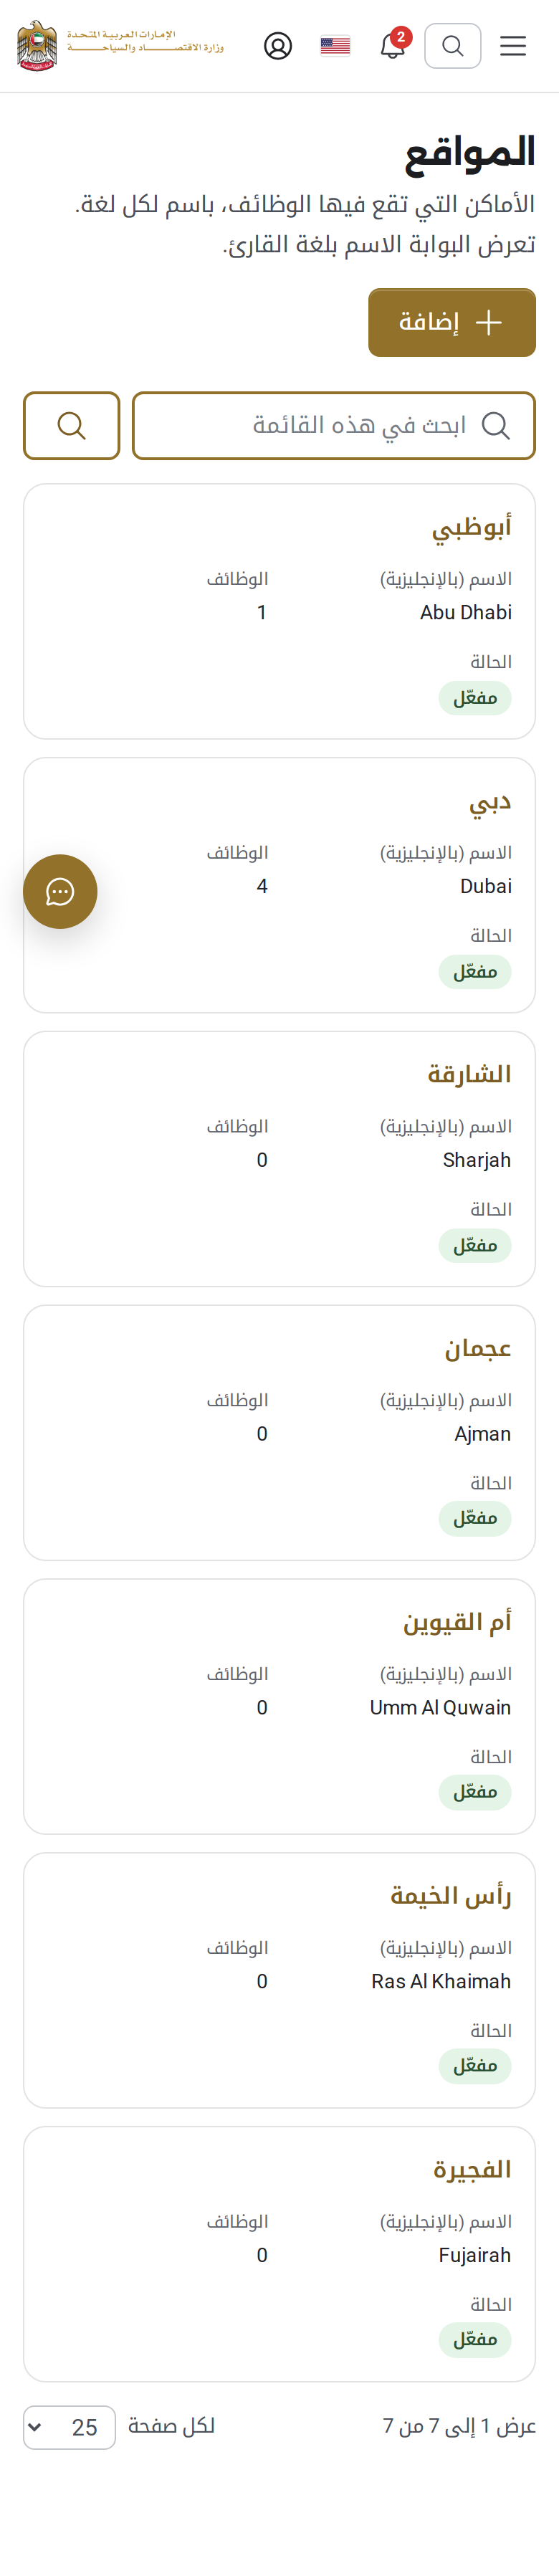 الإمارات العربية المتحدة
وزارة الاقتصاد والسياحة
2
المواقع
الأماكن التي تقع فيها الوظائف، باسم لكل لغة.
تعرض البوابة الاسم بلغة القارئ.
إضافة
ابحث في هذه القائمة
أبوظبي
الاسم (بالإنجليزية) الوظائف
Abu Dhabi 1
الحالة
مفعّل
دبي
الاسم (بالإنجليزية) الوظائف
Dubai 4
الحالة
مفعّل
الشارقة
الاسم (بالإنجليزية) الوظائف
Sharjah 0
الحالة
مفعّل
عجمان
الاسم (بالإنجليزية) الوظائف
Ajman 0
الحالة
مفعّل
أم القيوين
الاسم (بالإنجليزية) الوظائف
Umm Al Quwain 0
الحالة
مفعّل
رأس الخيمة
الاسم (بالإنجليزية) الوظائف
Ras Al Khaimah 0
الحالة
مفعّل
الفجيرة
الاسم (بالإنجليزية) الوظائف
Fujairah 0
الحالة
مفعّل
عرض 1 إلى 7 من 7 لكل صفحة 25